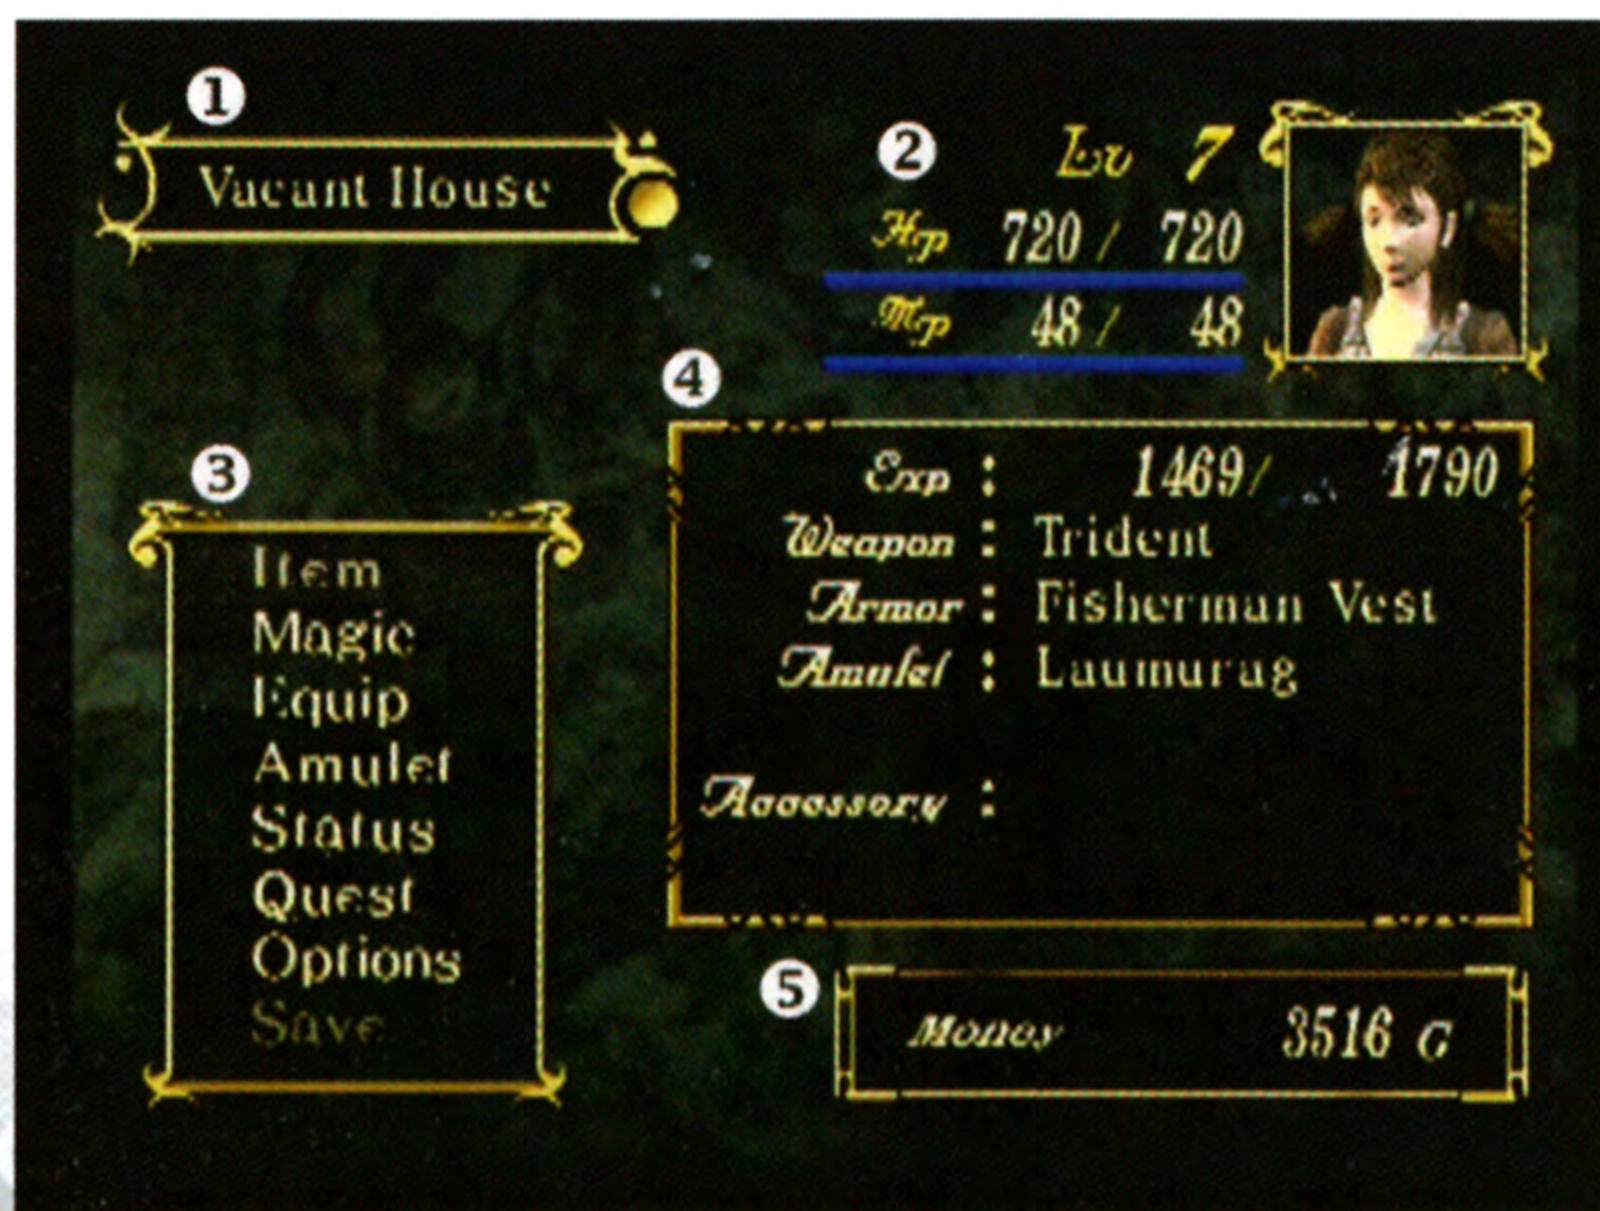 1
Vacant House
2
Lv 7
Hp 720 / 720
Mp 48 / 48
3
Item
Magic
Equip
Amulet
Status
Quest
Options
Save
4
Exp : 1469/ 1790
Weapon : Trident
Armor : Fisherman Vest
Amulet : Laumurag
Accessory :
5
Money 3516 G